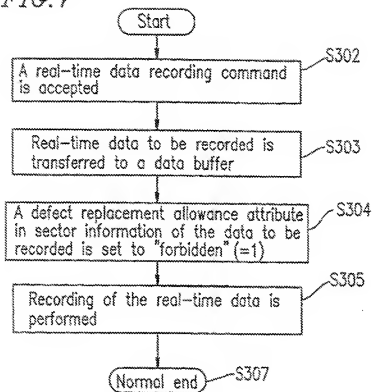 FIG. 7
Start
S302
A real-time data recording command
is accepted
S303
Real-time data to be recorded is
transferred to a data buffer
S304
A defect replacement allowance attribute
in sector information of the data to be
recorded is set to "forbidden" (=1)
S305
Recording of the real-time data is
performed
Normal end
S307